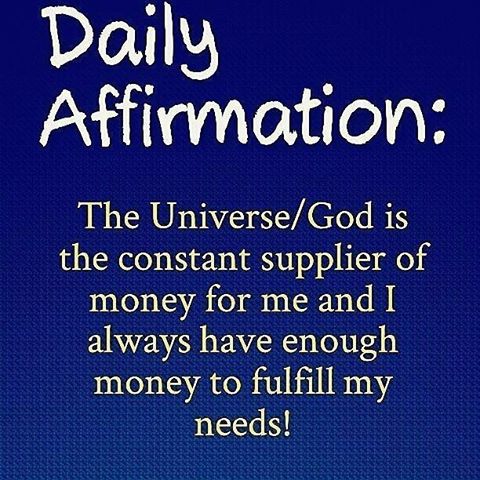 Daily
Affirmation:
The Universe/God is
the constant supplier of
money for me and I
always have enough
money to fulfill my
needs!